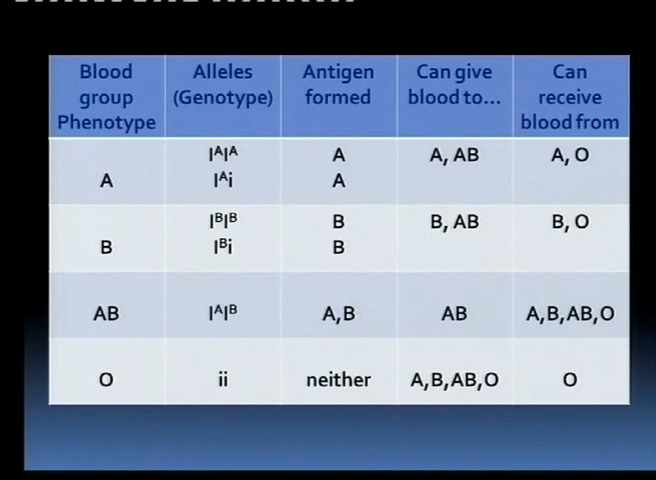 Blood group Phenotype | Alleles (Genotype) | Antigen formed | Can give blood to... | Can receive blood from
A | IᴬIᴬ Iᴬi | A A | A, AB | A, O
B | IᴮIᴮ Iᴮi | B B | B, AB | B, O
AB | IᴬIᴮ | A,B | AB | A,B,AB,O
O | ii | neither | A,B,AB,O | O